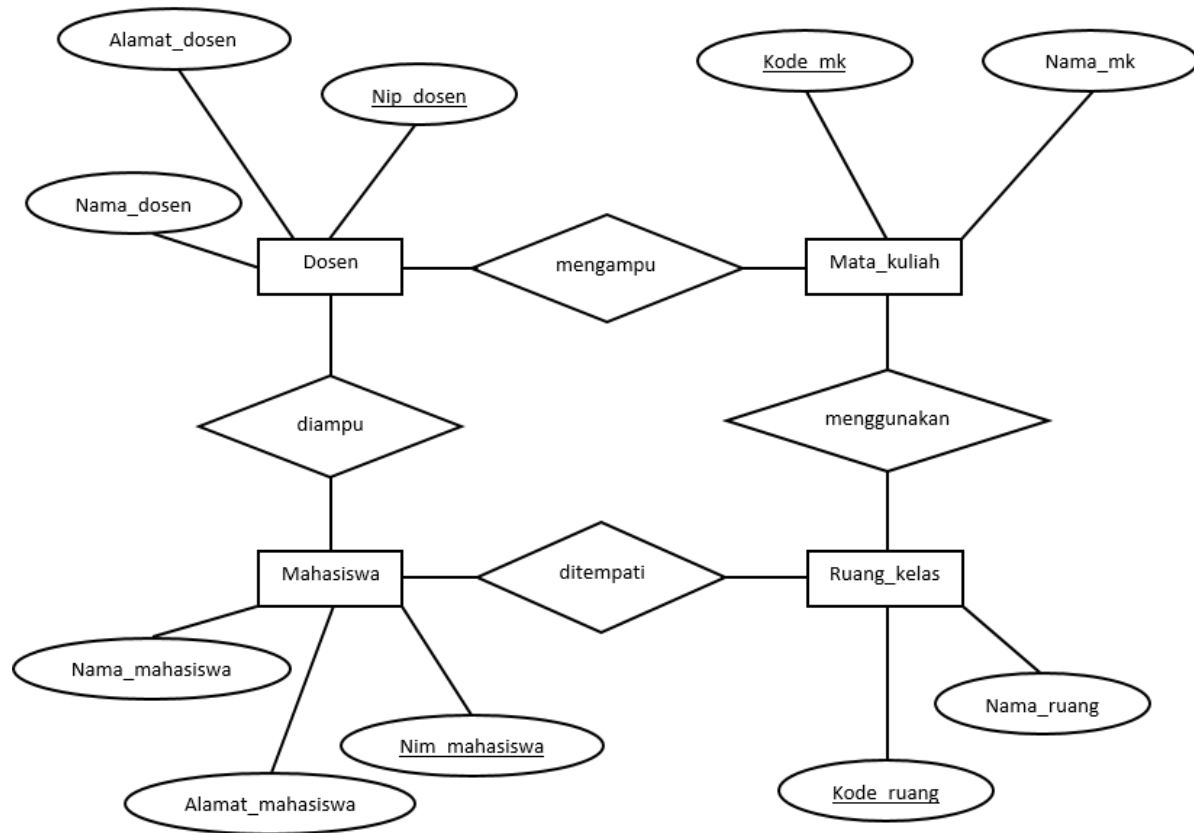 Alamat_dosen
Kode_mk
Nama_mk
Nip_dosen
Nama_dosen
Dosen
mengampu
Mata_kuliah
diampu
menggunakan
Mahasiswa
ditempati
Ruang_kelas
Nama_mahasiswa
Nama_ruang
Nim_mahasiswa
Alamat_mahasiswa
Kode_ruang